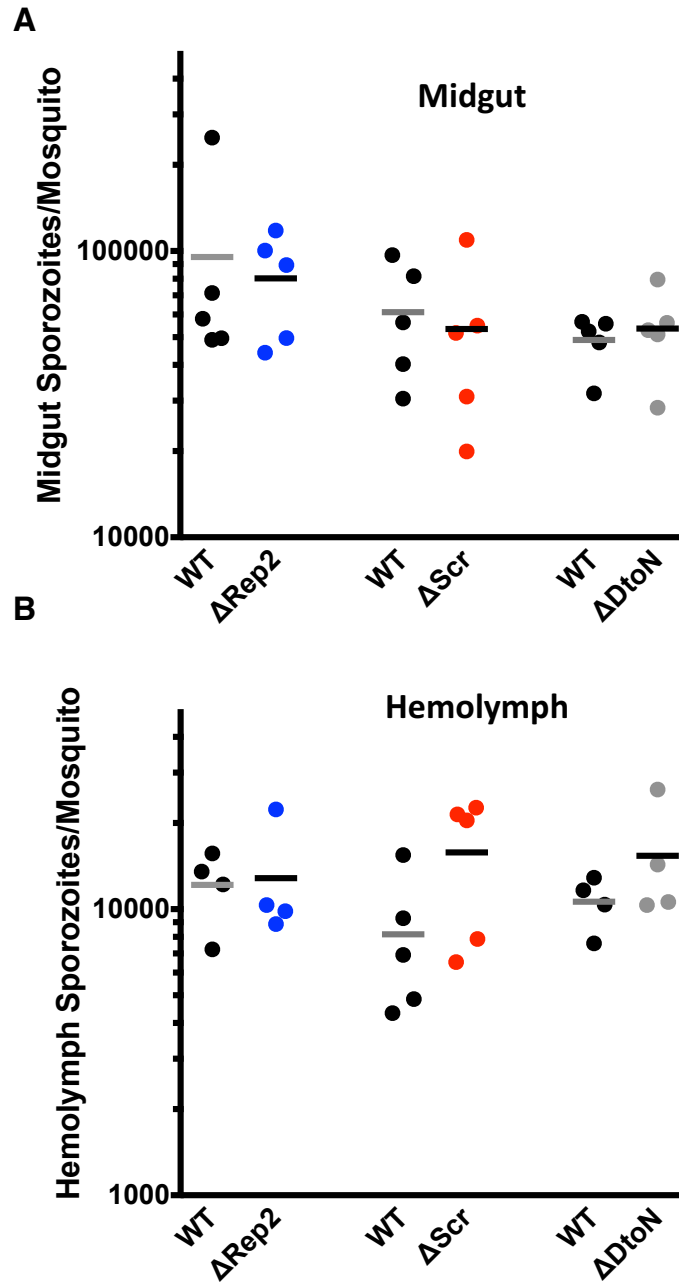 A
Midgut
Midgut Sporozoites/Mosquito
100000
10000
WT
ΔRep2
WT
ΔScr
WT
ΔDtoN
B
Hemolymph
Hemolymph Sporozoites/Mosquito
10000
1000
WT
ΔRep2
WT
ΔScr
WT
ΔDtoN